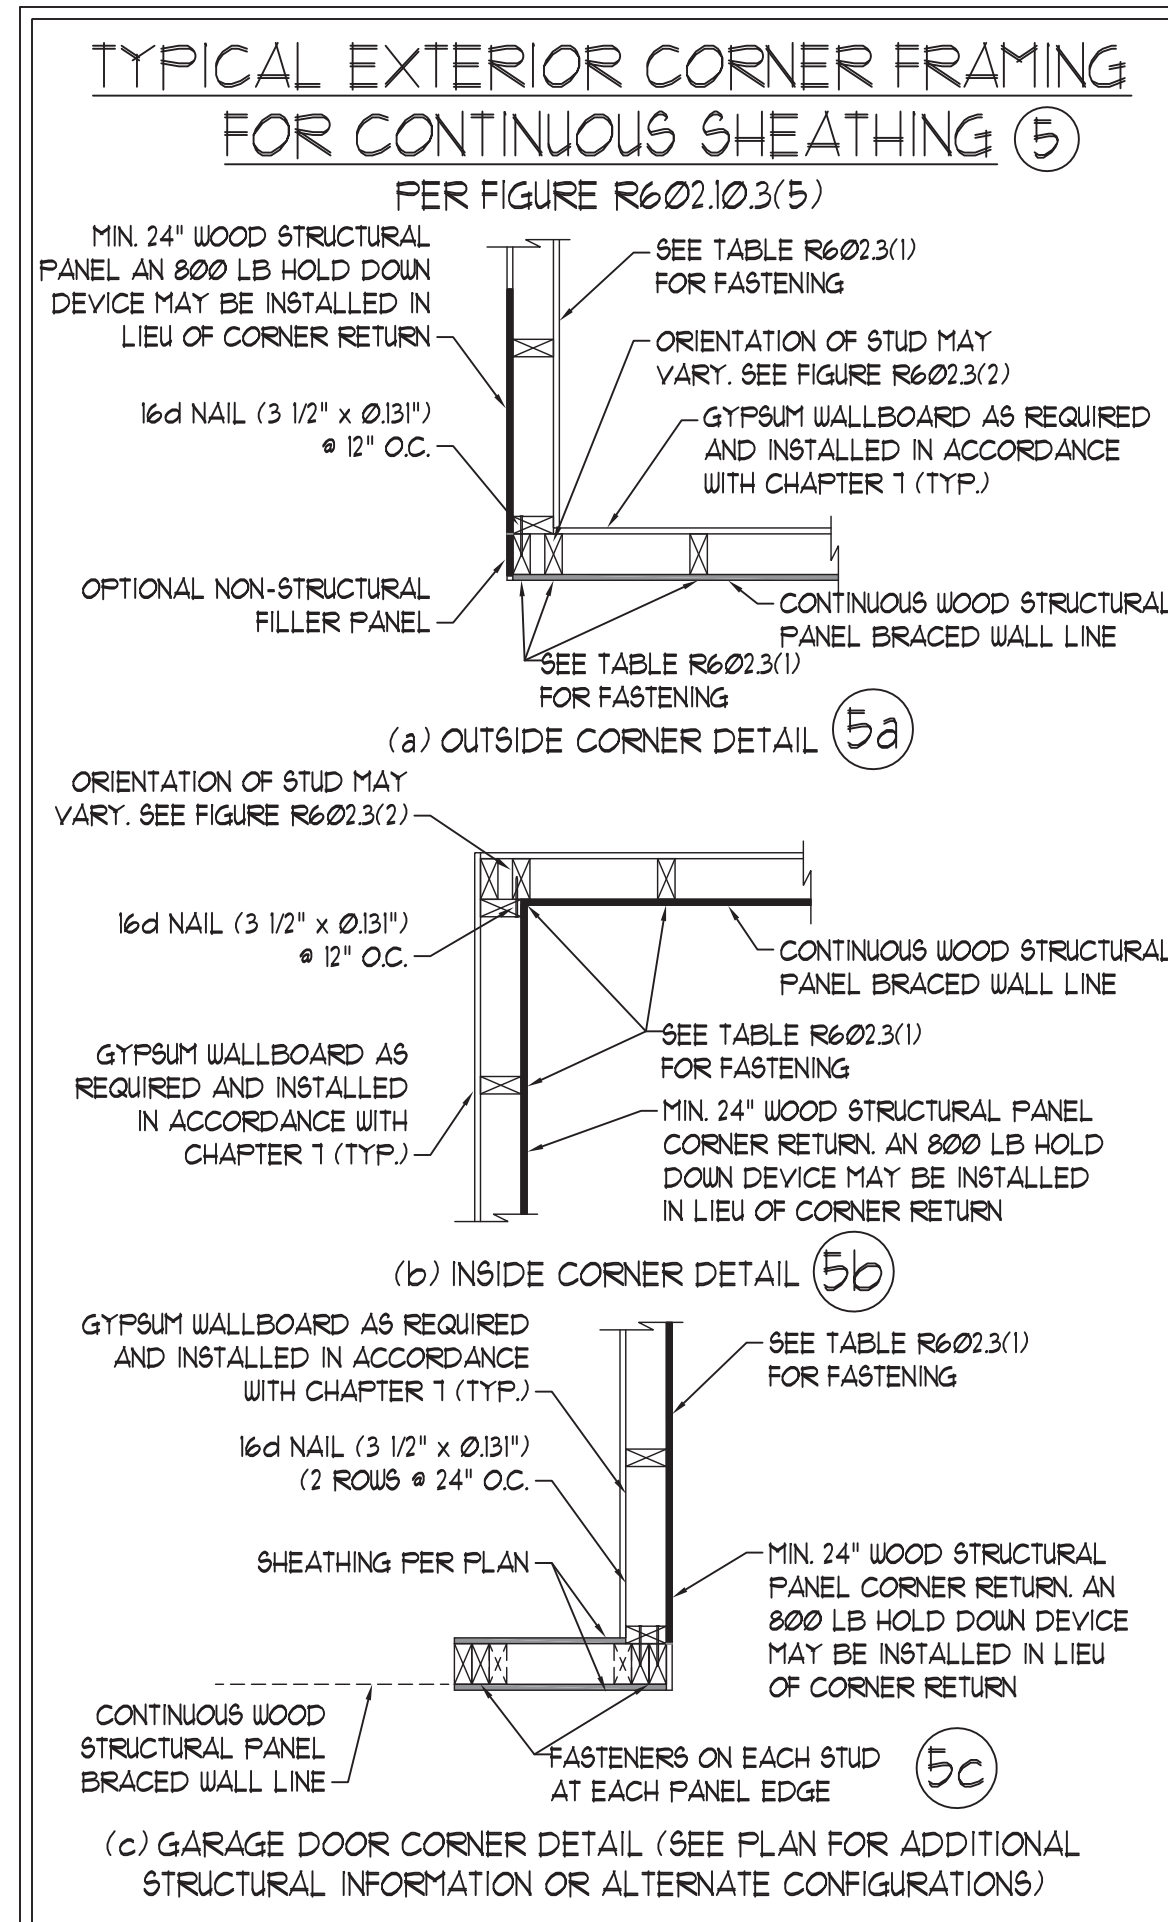 TYPICAL EXTERIOR CORNER FRAMING
FOR CONTINUOUS SHEATHING 5
PER FIGURE R602.10.3(5)
MIN. 24" WOOD STRUCTURAL
PANEL AN 800 LB HOLD DOWN
DEVICE MAY BE INSTALLED IN
LIEU OF CORNER RETURN
SEE TABLE R602.3(1)
FOR FASTENING
ORIENTATION OF STUD MAY
VARY. SEE FIGURE R602.3(2)
16d NAIL (3 1/2" x 0.131")
@ 12" O.C.
GYPSUM WALLBOARD AS REQUIRED
AND INSTALLED IN ACCORDANCE
WITH CHAPTER 7 (TYP.)
OPTIONAL NON-STRUCTURAL
FILLER PANEL
CONTINUOUS WOOD STRUCTURAL
PANEL BRACED WALL LINE
SEE TABLE R602.3(1)
FOR FASTENING
(a) OUTSIDE CORNER DETAIL 5a
ORIENTATION OF STUD MAY
VARY. SEE FIGURE R602.3(2)
16d NAIL (3 1/2" x 0.131")
@ 12" O.C.
CONTINUOUS WOOD STRUCTURAL
PANEL BRACED WALL LINE
SEE TABLE R602.3(1)
FOR FASTENING
GYPSUM WALLBOARD AS
REQUIRED AND INSTALLED
IN ACCORDANCE WITH
CHAPTER 7 (TYP.)
MIN. 24" WOOD STRUCTURAL PANEL
CORNER RETURN. AN 800 LB HOLD
DOWN DEVICE MAY BE INSTALLED
IN LIEU OF CORNER RETURN
(b) INSIDE CORNER DETAIL 5b
GYPSUM WALLBOARD AS REQUIRED
AND INSTALLED IN ACCORDANCE
WITH CHAPTER 7 (TYP.)
SEE TABLE R602.3(1)
FOR FASTENING
16d NAIL (3 1/2" x 0.131")
(2 ROWS @ 24" O.C.
SHEATHING PER PLAN
MIN. 24" WOOD STRUCTURAL
PANEL CORNER RETURN. AN
800 LB HOLD DOWN DEVICE
MAY BE INSTALLED IN LIEU
OF CORNER RETURN
CONTINUOUS WOOD
STRUCTURAL PANEL
BRACED WALL LINE
FASTENERS ON EACH STUD
AT EACH PANEL EDGE
5c
(c) GARAGE DOOR CORNER DETAIL (SEE PLAN FOR ADDITIONAL
STRUCTURAL INFORMATION OR ALTERNATE CONFIGURATIONS)